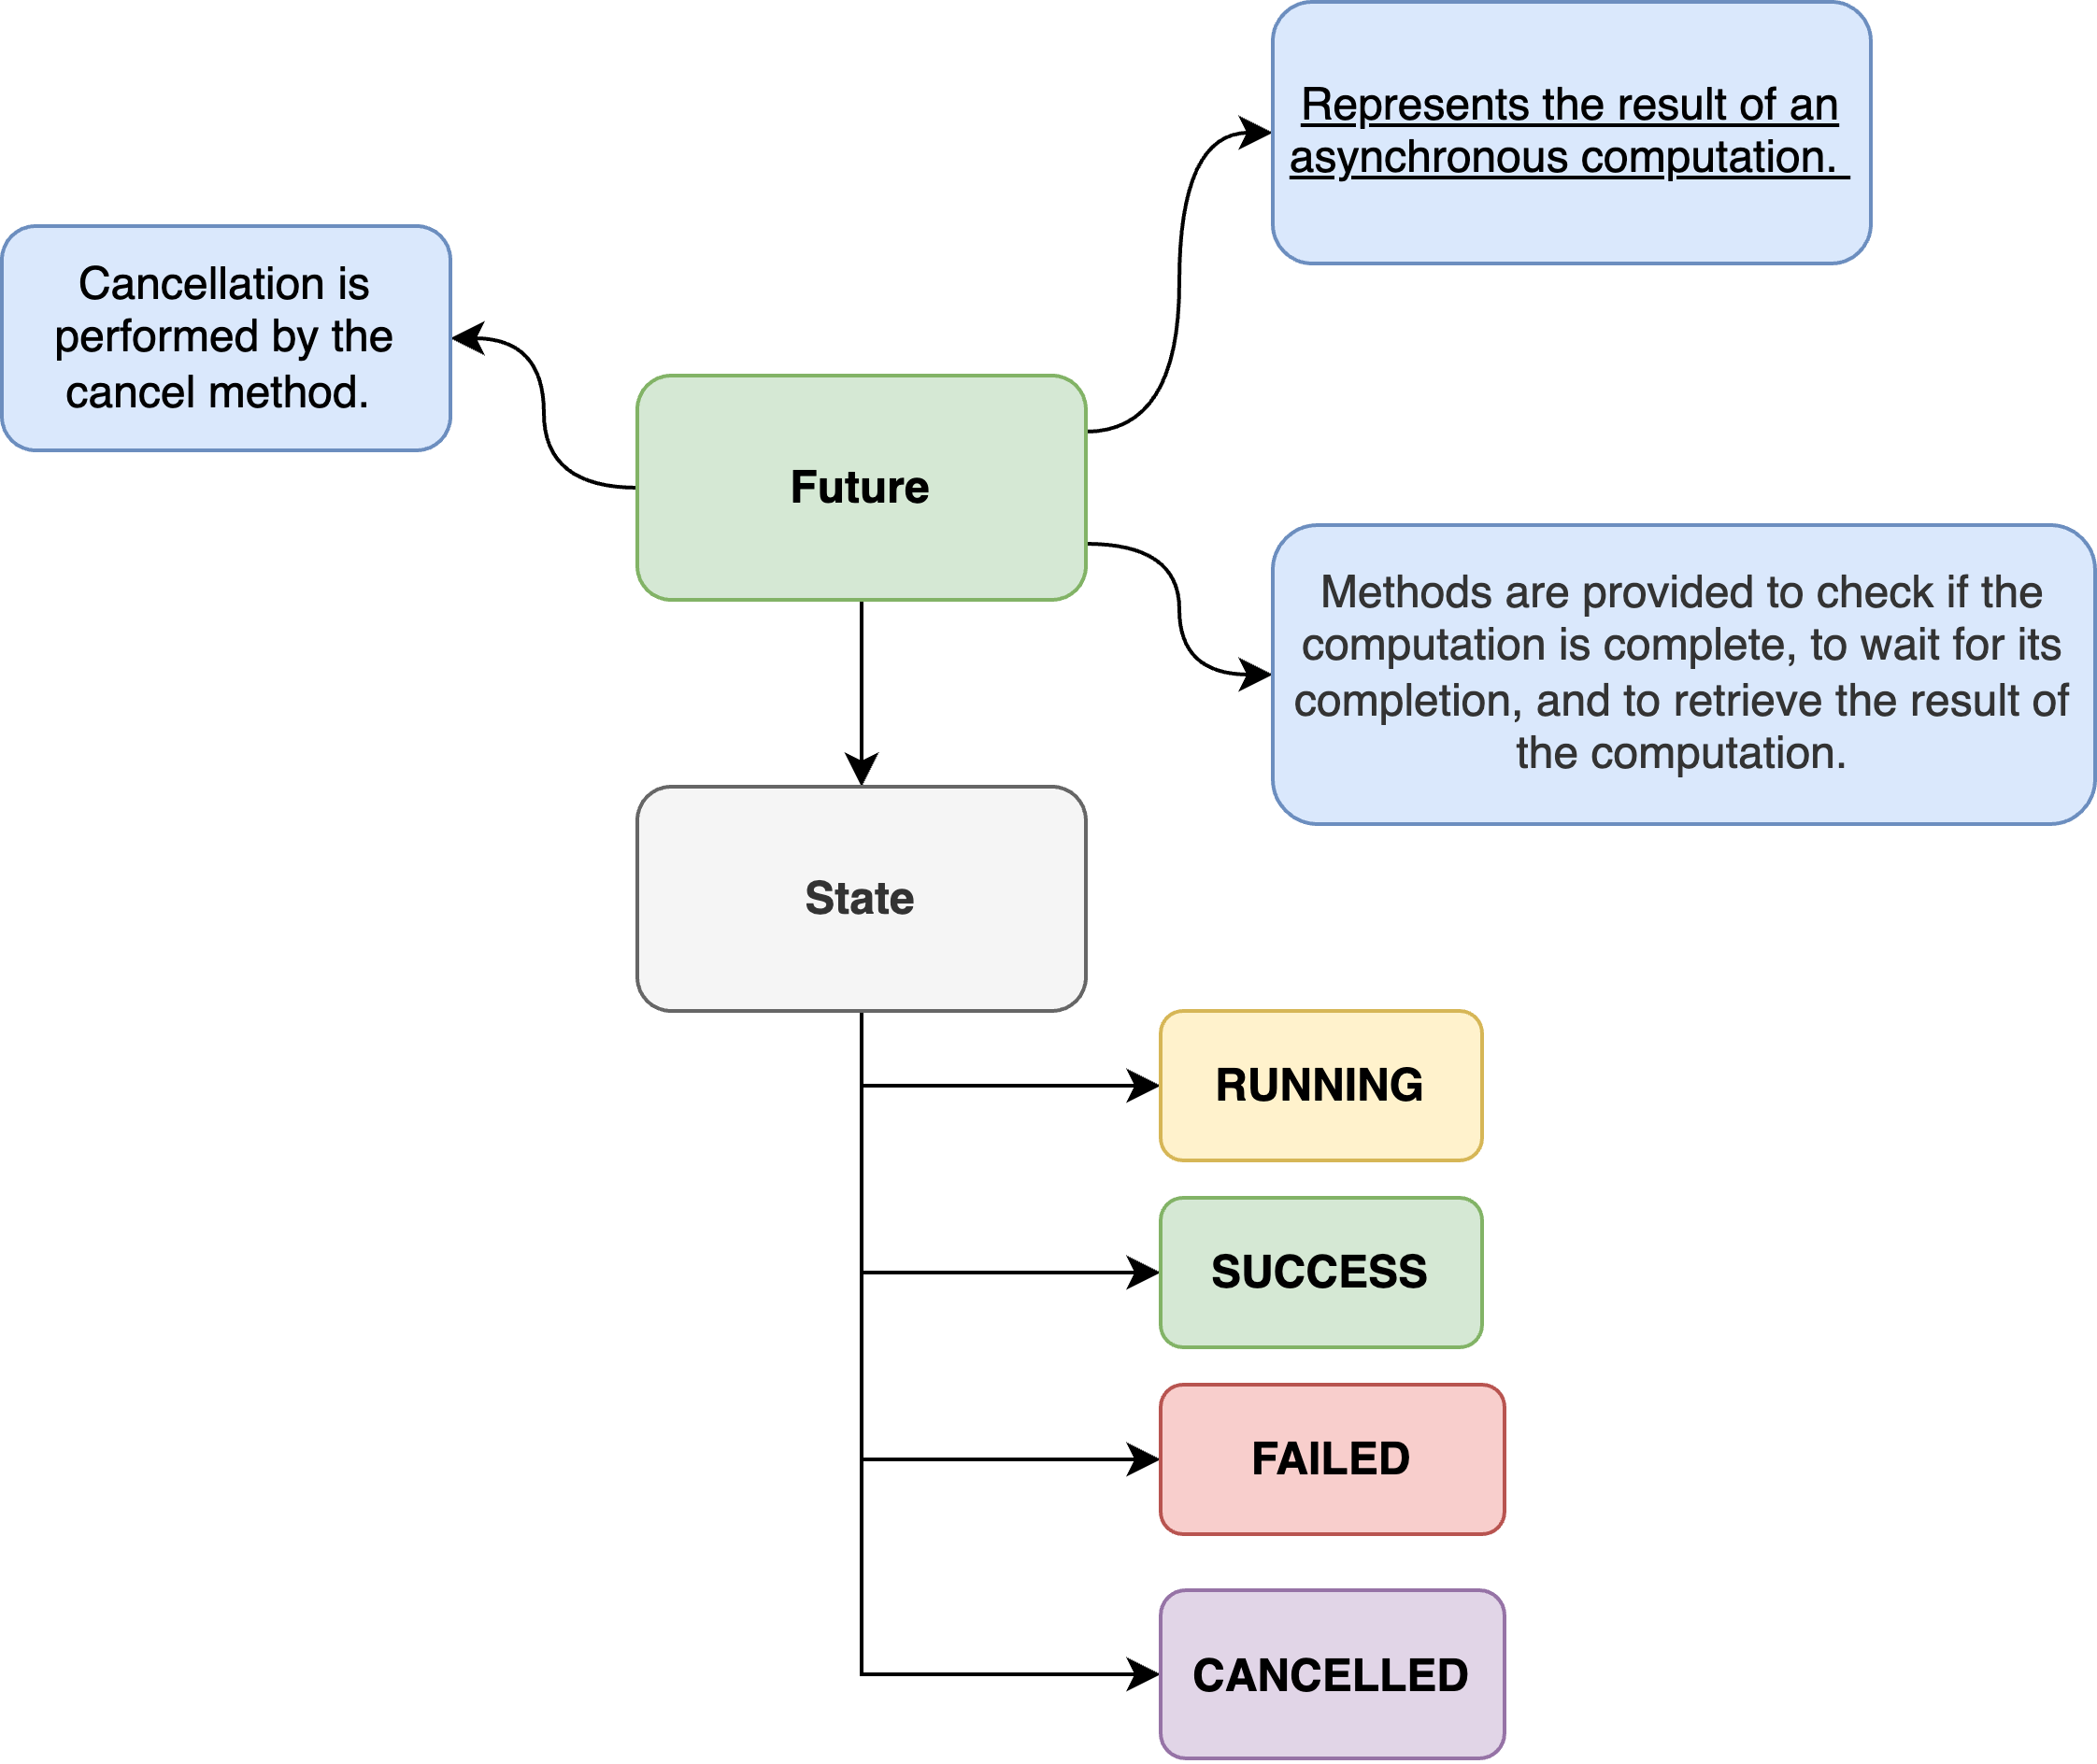 Represents the result of an
asynchronous computation.
Cancellation is
performed by the
cancel method.
Future
Methods are provided to check if the
computation is complete, to wait for its
completion, and to retrieve the result of
the computation.
State
RUNNING
SUCCESS
FAILED
CANCELLED